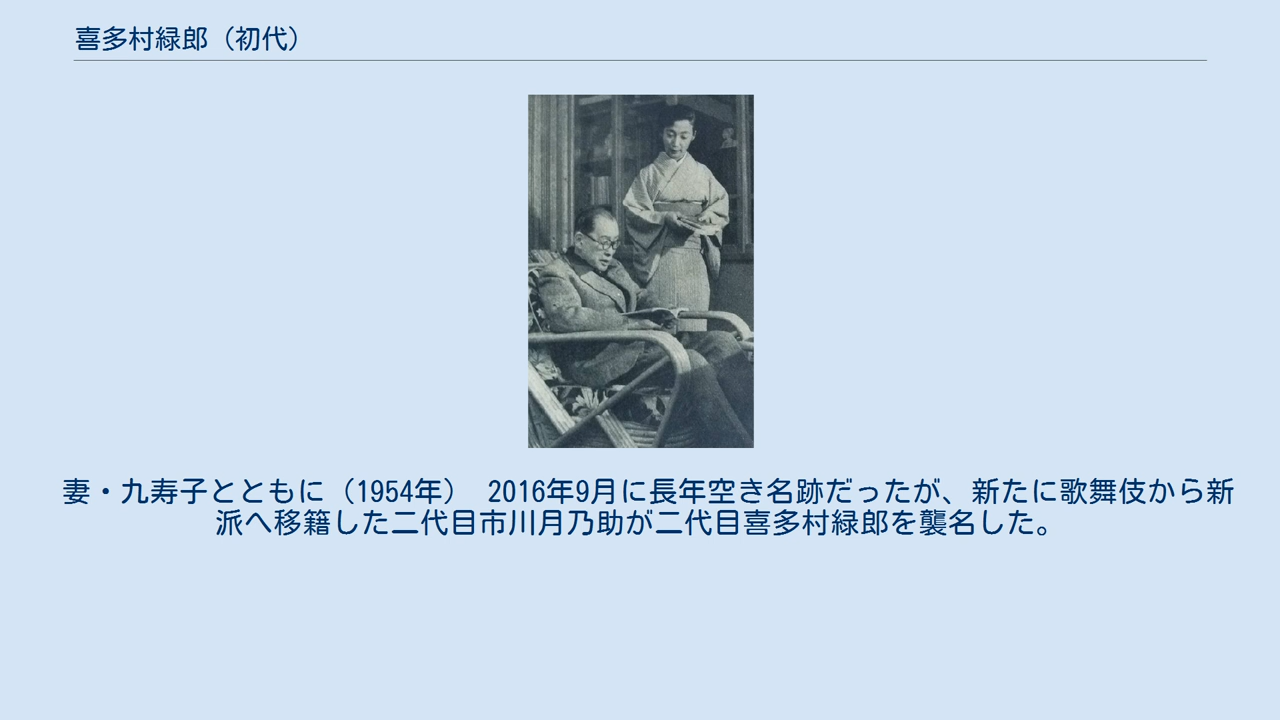 喜多村緑郎（初代）
妻・九寿子とともに（1954年） 2016年9月に長年空き名跡だったが、新たに歌舞伎から新
派へ移籍した二代目市川月乃助が二代目喜多村緑郎を襲名した。